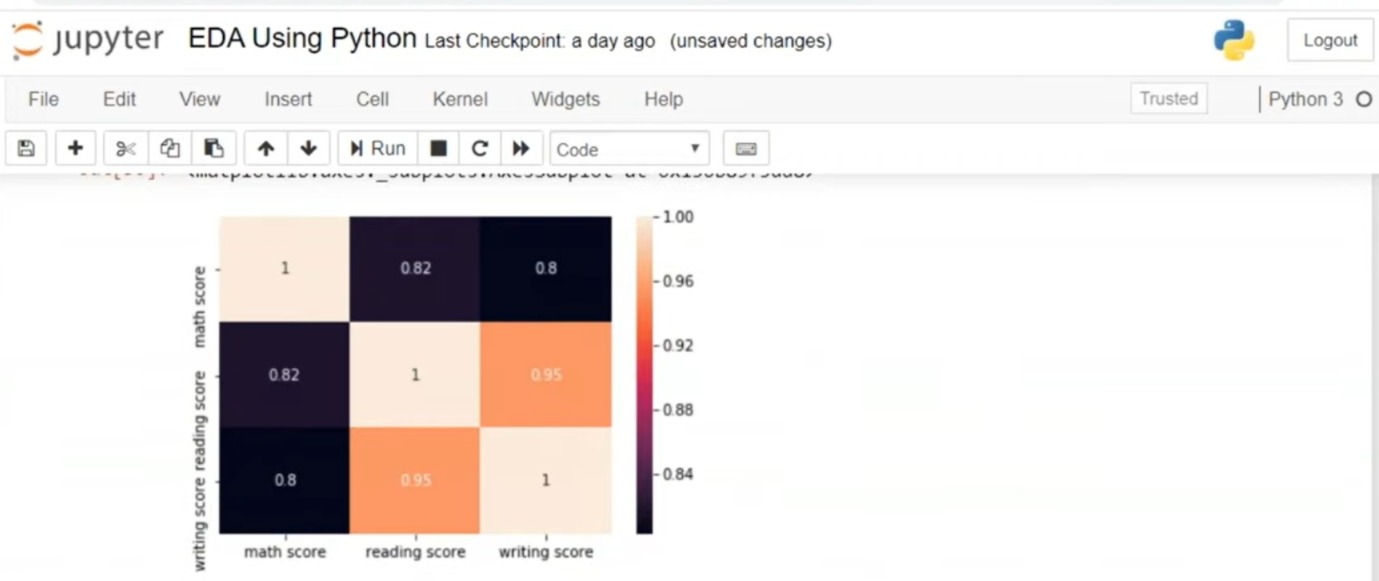 jupyter EDA Using Python Last Checkpoint: a day ago (unsaved changes) Logout
File Edit View Insert Cell Kernel Widgets Help Trusted Python 3
Run Code
1.00
1 0.82 0.8
0.96
math score
0.92
0.82 1 0.95
reading score
0.88
0.84
0.8 0.95 1
writing score
math score reading score writing score